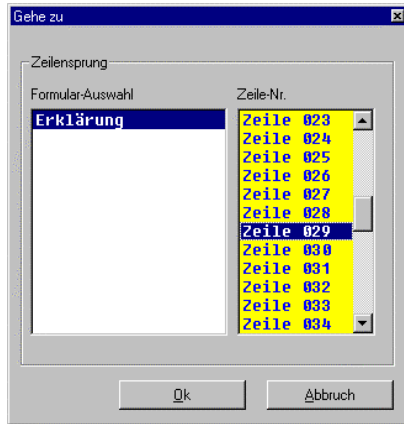 Gehe zu
Zeilensprung
Formular-Auswahl
Zeile-Nr.
Erklärung
Zeile 023
Zeile 024
Zeile 025
Zeile 026
Zeile 027
Zeile 028
Zeile 029
Zeile 030
Zeile 031
Zeile 032
Zeile 033
Zeile 034
Ok
Abbruch